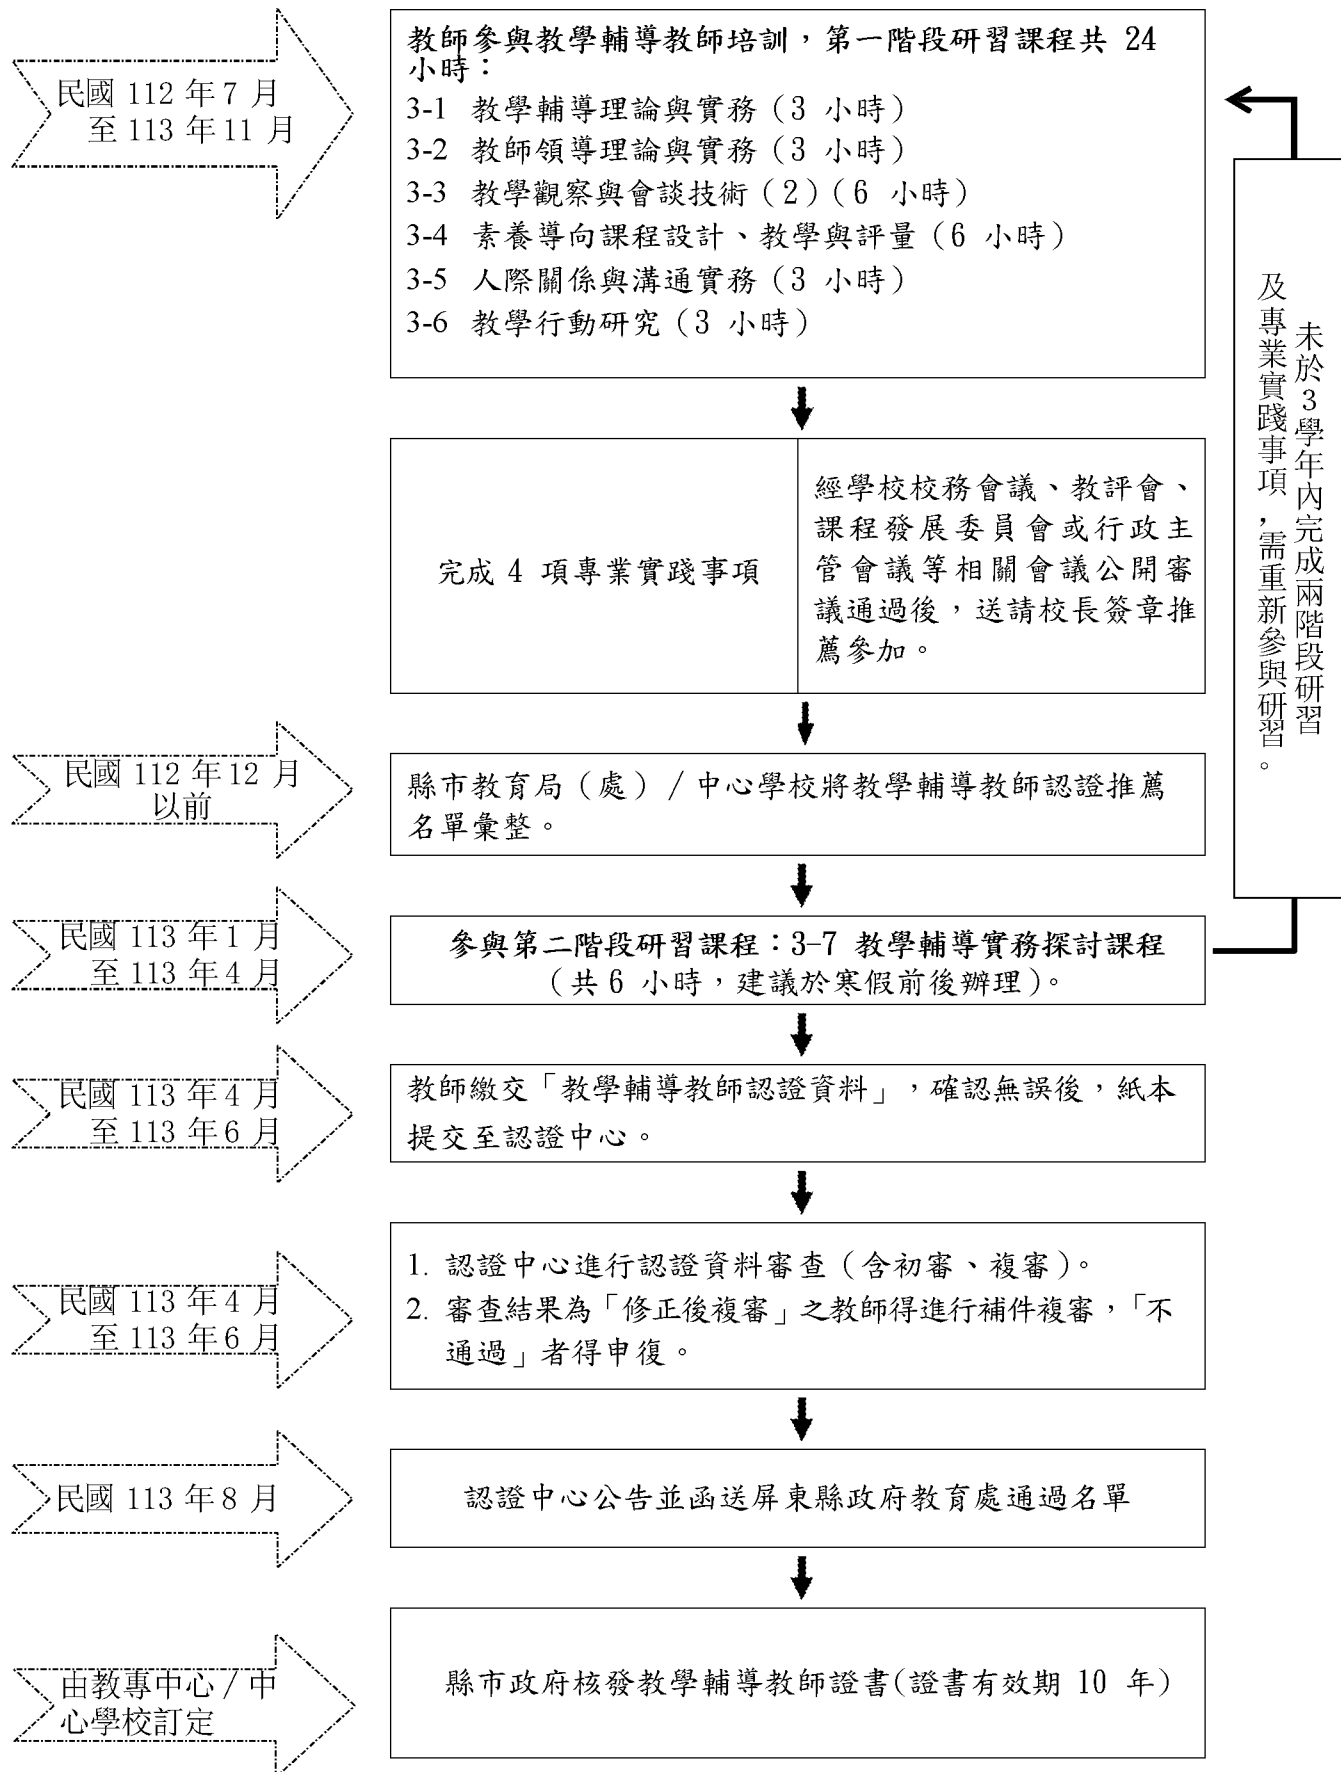 民國 112 年 7 月
至 113 年 11 月
教師參與教學輔導教師培訓，第一階段研習課程共 24
小時：
3-1 教學輔導理論與實務（3 小時）
3-2 教師領導理論與實務（3 小時）
3-3 教學觀察與會談技術（2）（6 小時）
3-4 素養導向課程設計、教學與評量（6 小時）
3-5 人際關係與溝通實務（3 小時）
3-6 教學行動研究（3 小時）
未於3學年內完成兩階段研習
及專業實踐事項，需重新參與研習。
完成 4 項專業實踐事項
經學校校務會議、教評會、
課程發展委員會或行政主
管會議等相關會議公開審
議通過後，送請校長簽章推
薦參加。
民國 112 年 12 月
以前
縣市教育局（處）/ 中心學校將教學輔導教師認證推薦
名單彙整。
民國 113 年 1 月
至 113 年 4 月
參與第二階段研習課程：3-7 教學輔導實務探討課程
（共 6 小時，建議於寒假前後辦理）。
民國 113 年 4 月
至 113 年 6 月
教師繳交「教學輔導教師認證資料」，確認無誤後，紙本
提交至認證中心。
民國 113 年 4 月
至 113 年 6 月
1. 認證中心進行認證資料審查（含初審、複審）。
2. 審查結果為「修正後複審」之教師得進行補件複審，「不
通過」者得申復。
民國 113 年 8 月
認證中心公告並函送屏東縣政府教育處通過名單
由教專中心 / 中
心學校訂定
縣市政府核發教學輔導教師證書(證書有效期 10 年)